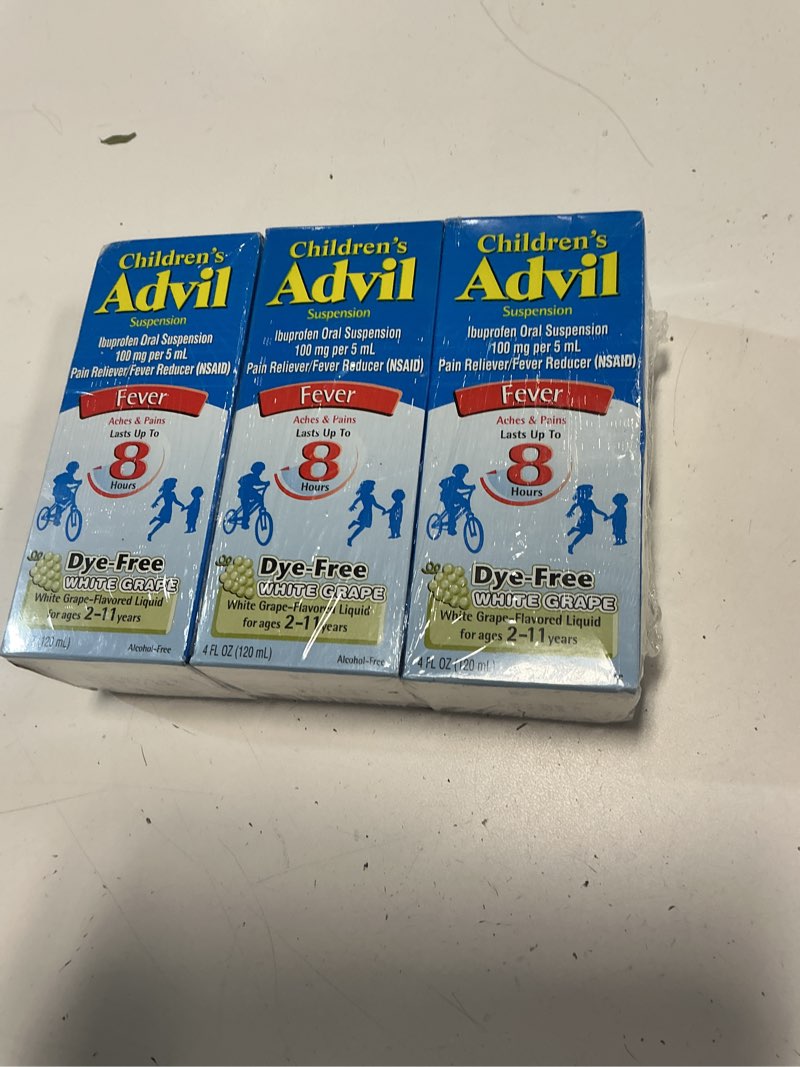 Children's
Advil
Suspension
Ibuprofen Oral Suspension
100 mg per 5 mL
Pain Reliever/Fever Reducer (NSAID)
Fever
Aches & Pains
Lasts Up To
8
Hours
Dye-Free
WHITE GRAPE
White Grape-Flavored Liquid
for ages 2-11 years
120 mL)
Alcohol-Free
Children's
Advil
Suspension
Ibuprofen Oral Suspension
100 mg per 5 mL
Pain Reliever/Fever Reducer (NSAID)
Fever
Aches & Pains
Lasts Up To
8
Hours
Dye-Free
WHITE GRAPE
White Grape-Flavored Liquid
for ages 2-11 years
4 FL OZ (120 mL)
Alcohol-Free
Children's
Advil
Suspension
Ibuprofen Oral Suspension
100 mg per 5 mL
Pain Reliever/Fever Reducer (NSAID)
Fever
Aches & Pains
Lasts Up To
8
Hours
Dye-Free
WHITE GRAPE
White Grape-Flavored Liquid
for ages 2-11 years
4 FL OZ (120 mL)